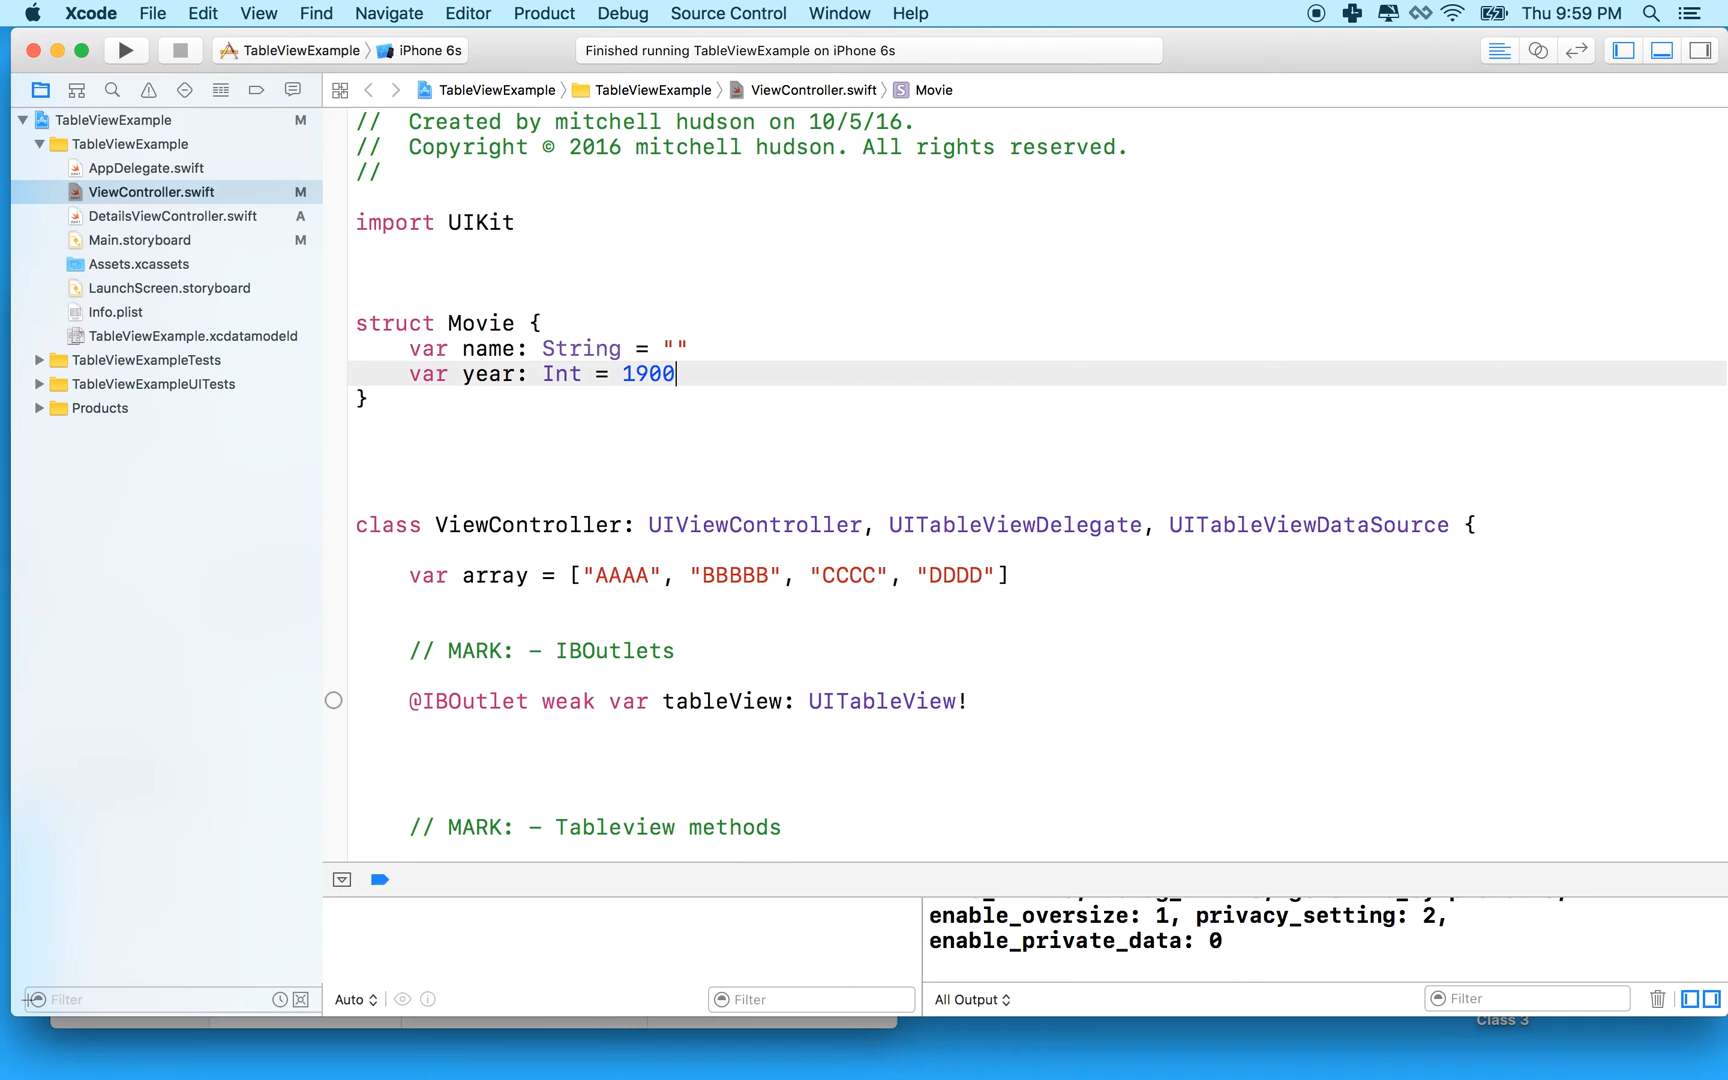 Xcode File Edit View Find Navigate Editor Product Debug Source Control Window Help Thu 9:59 PM
TableViewExample iPhone 6s Finished running TableViewExample on iPhone 6s
TableViewExample TableViewExample ViewController.swift S Movie
TableViewExample M
TableViewExample
AppDelegate.swift
ViewController.swift M
DetailsViewController.swift A
Main.storyboard M
Assets.xcassets
LaunchScreen.storyboard
Info.plist
TableViewExample.xcdatamodeld
TableViewExampleTests
TableViewExampleUITests
Products
// Created by mitchell hudson on 10/5/16.
// Copyright © 2016 mitchell hudson. All rights reserved.
//
import UIKit
struct Movie {
var name: String = ""
var year: Int = 1900
}
class ViewController: UIViewController, UITableViewDelegate, UITableViewDataSource {
var array = ["AAAA", "BBBBB", "CCCC", "DDDD"]
// MARK: - IBOutlets
@IBOutlet weak var tableView: UITableView!
// MARK: - Tableview methods
enable_oversize: 1, privacy_setting: 2,
enable_private_data: 0
Filter Auto Filter All Output Filter
Class 3